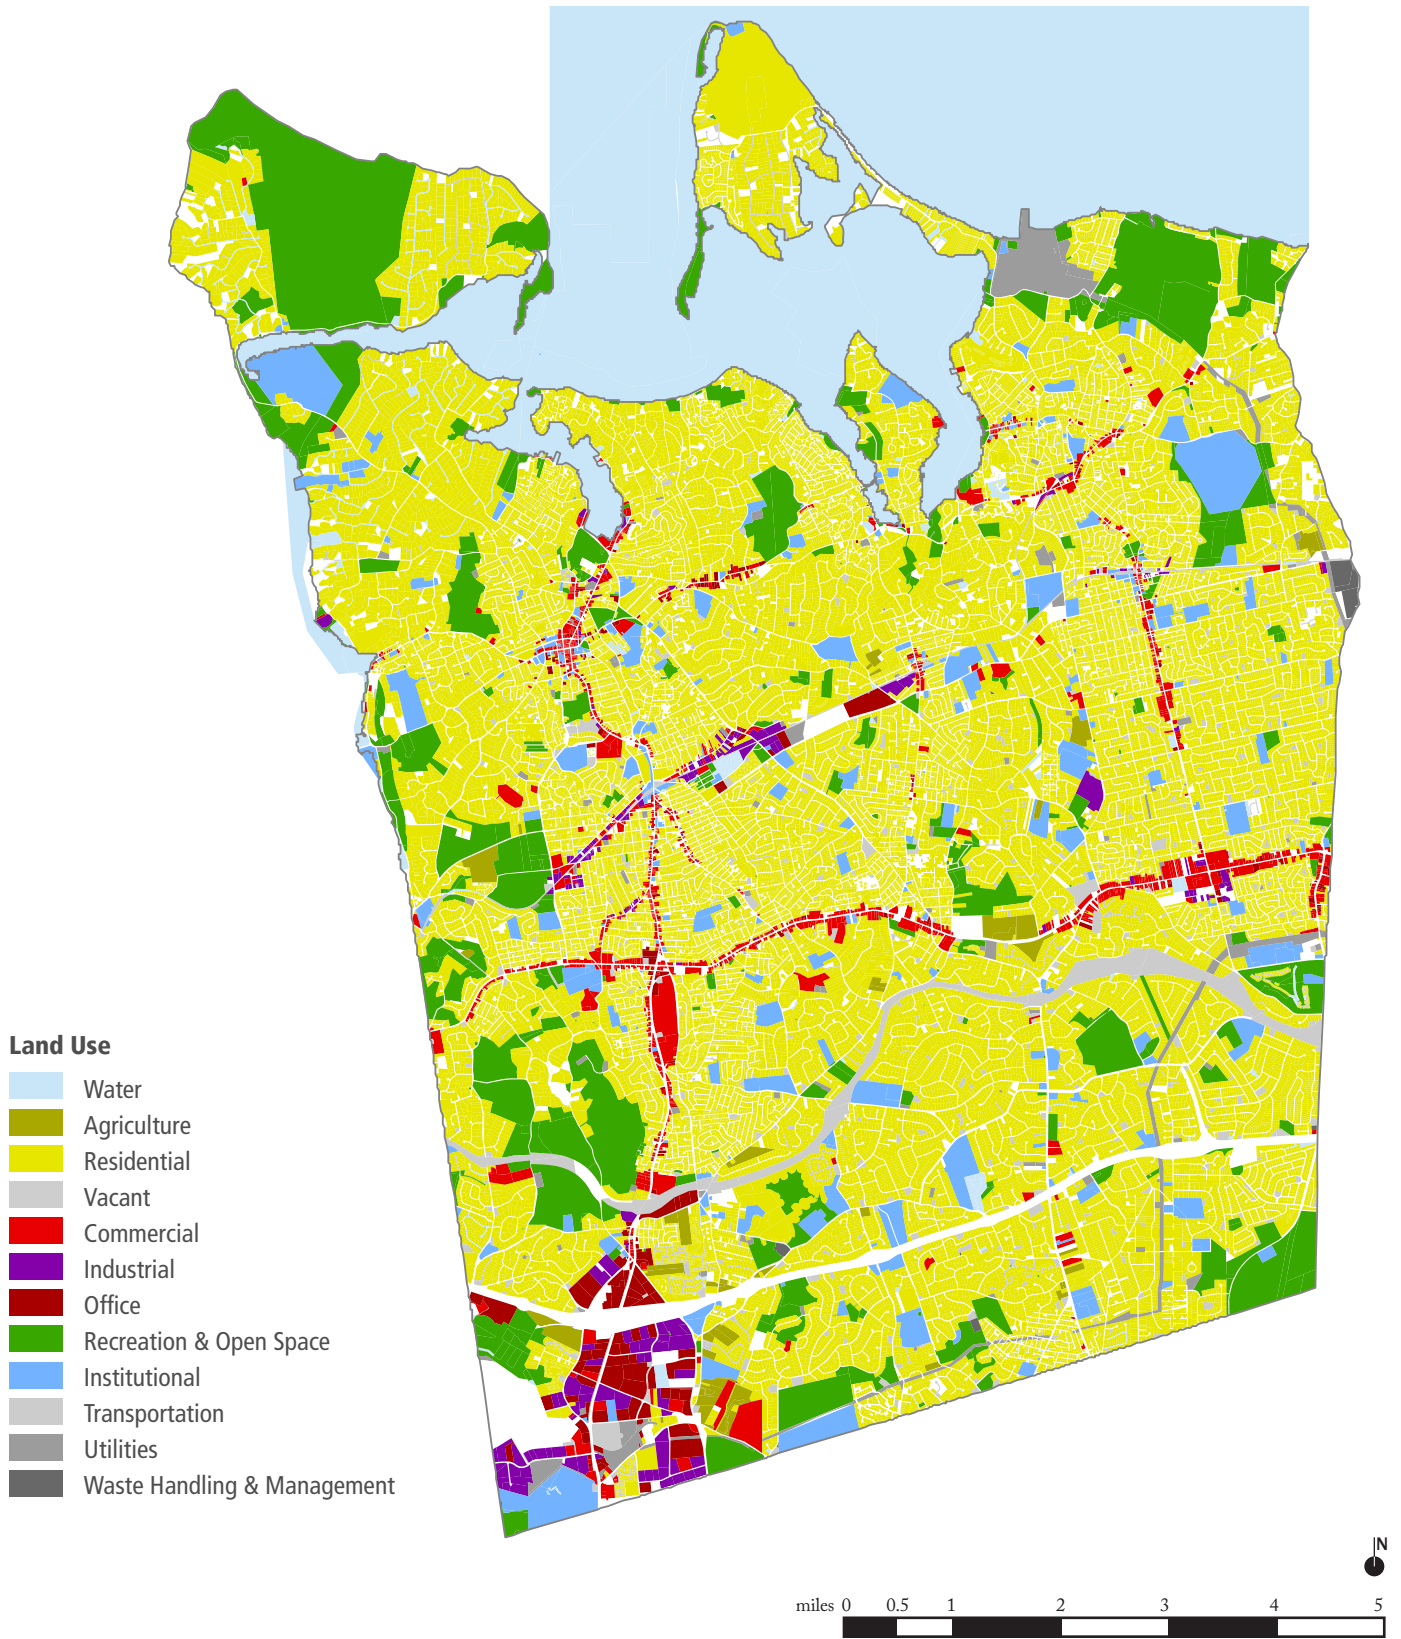 Land Use
Water
Agriculture
Residential
Vacant
Commercial
Industrial
Office
Recreation & Open Space
Institutional
Transportation
Utilities
Waste Handling & Management
N
miles 0 0.5 1 2 3 4 5